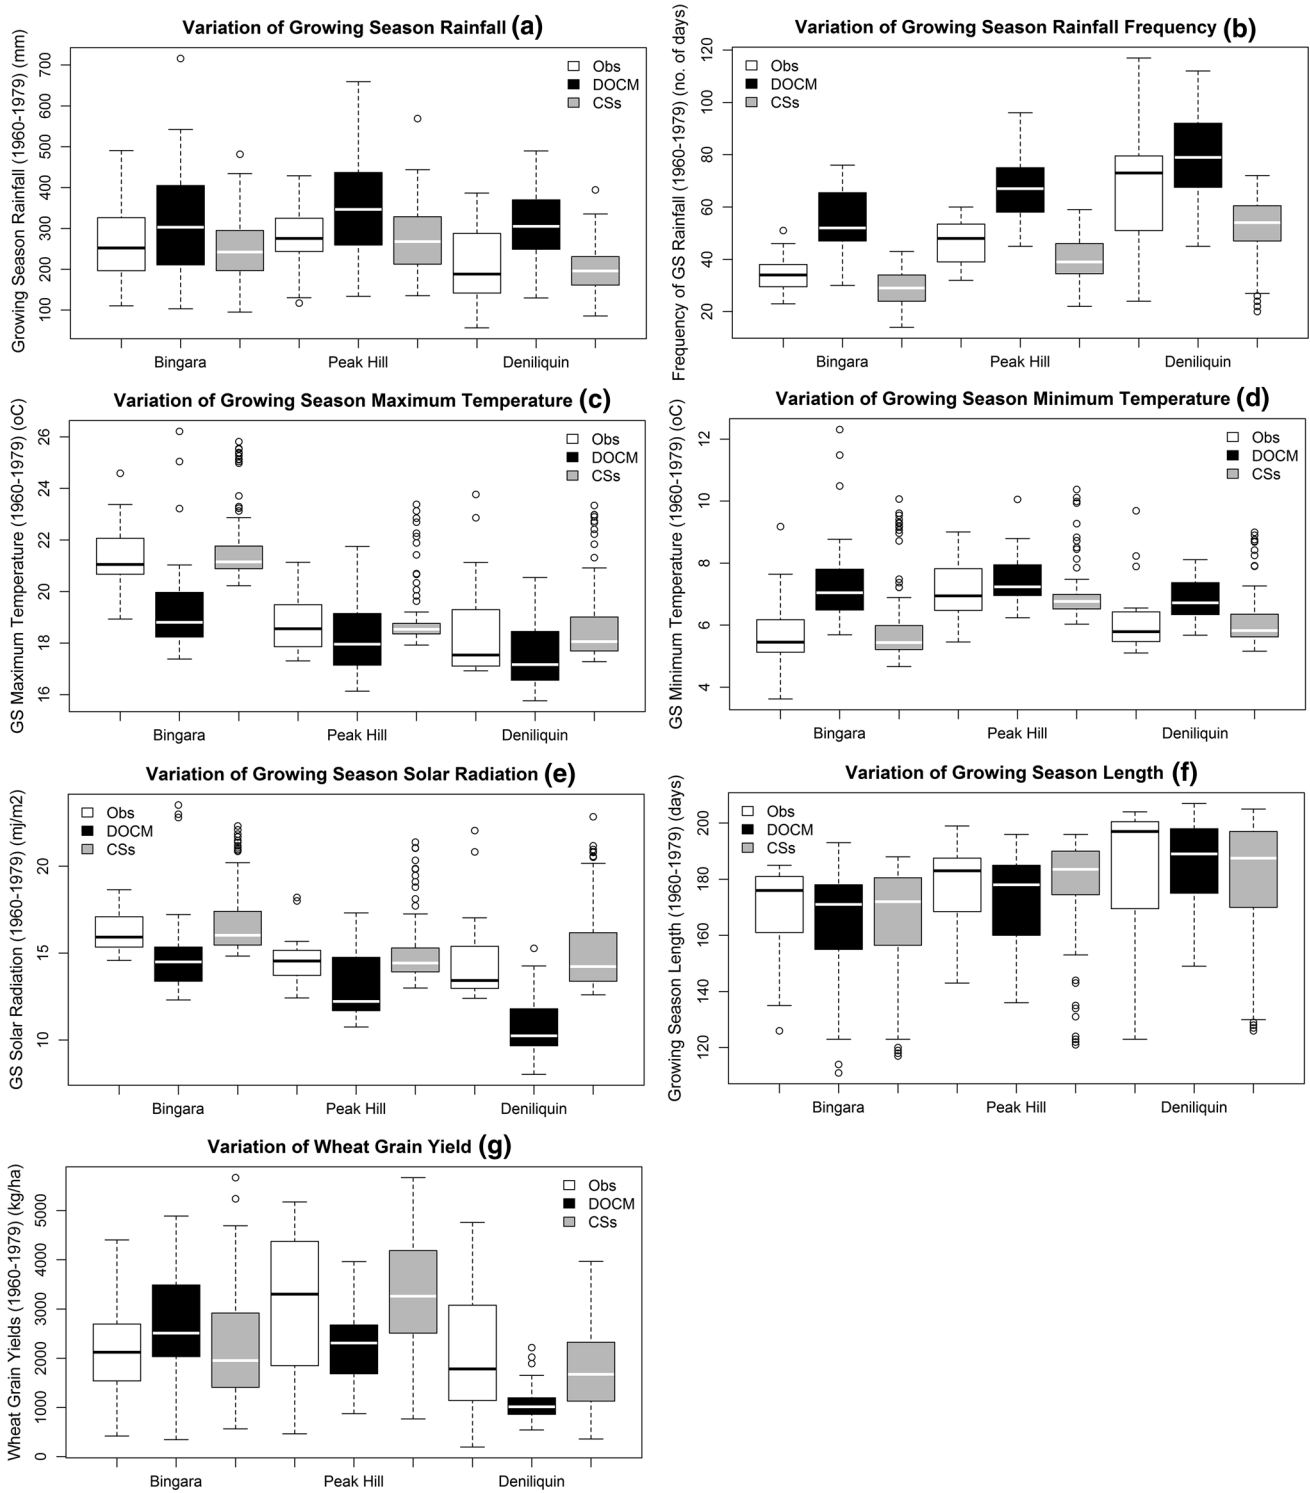 Variation of Growing Season Rainfall (a)
Growing Season Rainfall (1960-1979) (mm)
700
600
500
400
300
200
100
Obs
DOCM
CSs
Bingara Peak Hill Deniliquin
Variation of Growing Season Rainfall Frequency (b)
Frequency of GS Rainfall (1960-1979) (no. of days)
120
100
80
60
40
20
Obs
DOCM
CSs
Bingara Peak Hill Deniliquin
Variation of Growing Season Maximum Temperature (c)
GS Maximum Temperature (1960-1979) (oC)
26
24
22
20
18
16
Obs
DOCM
CSs
Bingara Peak Hill Deniliquin
Variation of Growing Season Minimum Temperature (d)
GS Minimum Temperature (1960-1979) (oC)
12
10
8
6
4
Obs
DOCM
CSs
Bingara Peak Hill Deniliquin
Variation of Growing Season Solar Radiation (e)
GS Solar Radiation (1960-1979) (mj/m2)
20
15
10
Obs
DOCM
CSs
Bingara Peak Hill Deniliquin
Variation of Growing Season Length (f)
Growing Season Length (1960-1979) (days)
200
180
160
140
120
Obs
DOCM
CSs
Bingara Peak Hill Deniliquin
Variation of Wheat Grain Yield (g)
Wheat Grain Yields (1960-1979) (kg/ha)
5000
4000
3000
2000
1000
0
Obs
DOCM
CSs
Bingara Peak Hill Deniliquin